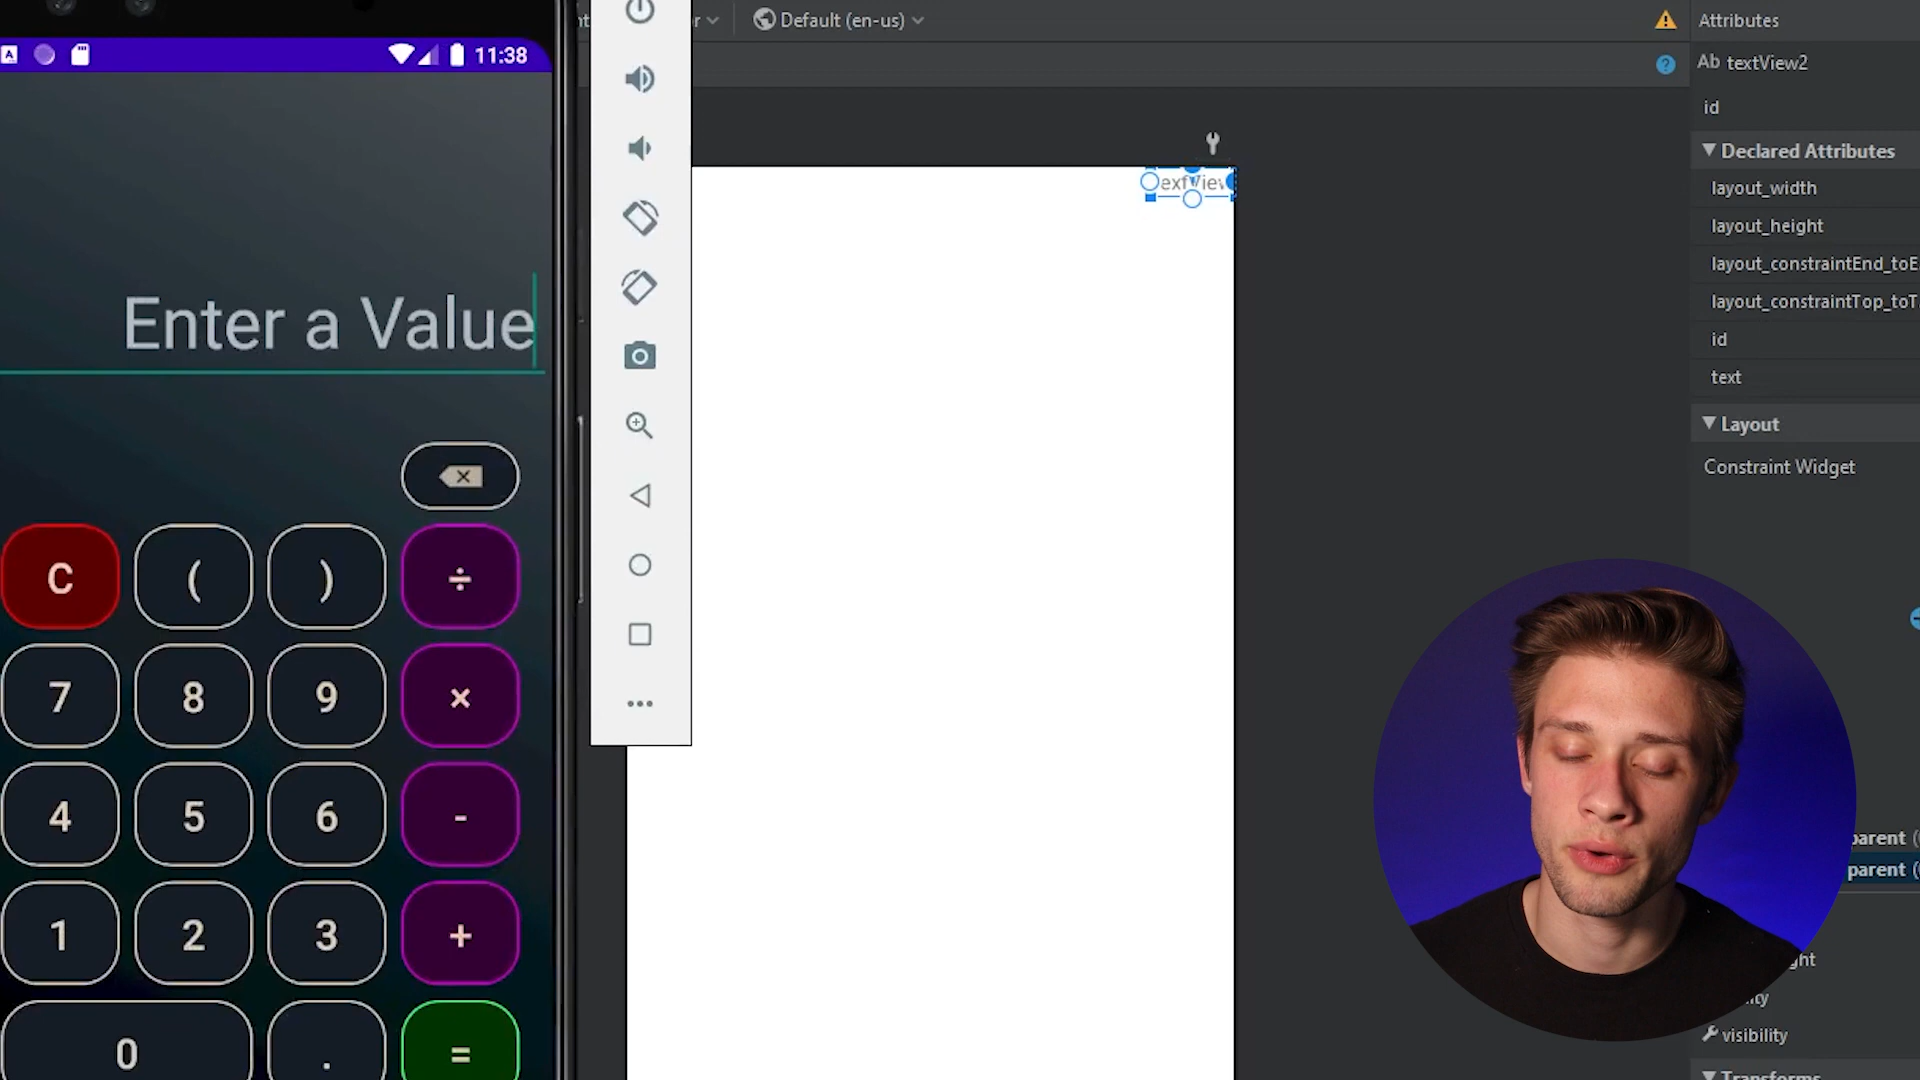 Default (en-us)
Attributes
11:38
Ab textView2
id
Declared Attributes
layout_width
layout_height
layout_constraintEnd_toE
layout_constraintTop_toT
id
text
Layout
Constraint Widget
Enter a Value
C ( ) ÷
7 8 9 ×
4 5 6 -
1 2 3 +
0 . =
parent
parent
visibility